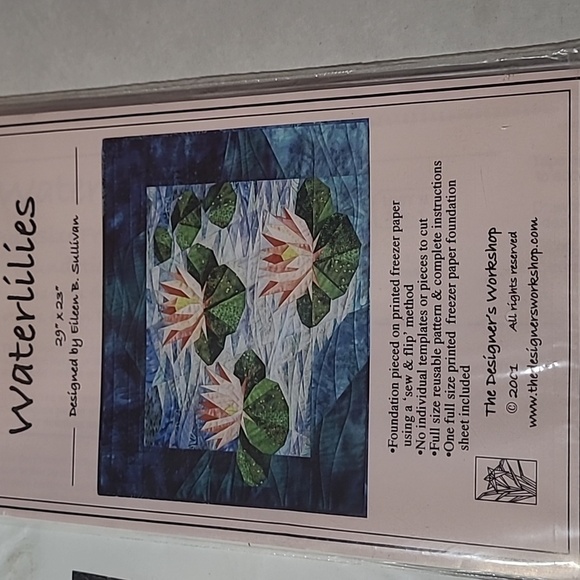 Waterlilies
29" x 23"
Designed by Eileen B. Sullivan
•Foundation pieced on printed freezer paper
using a "sew & flip" method
•No individual templates or pieces to cut
•Full size reusable pattern & complete instructions
•One full size printed freezer paper foundation
sheet included
The Designer's Workshop
© 2001 All rights reserved
www.thedesignersworkshop.com